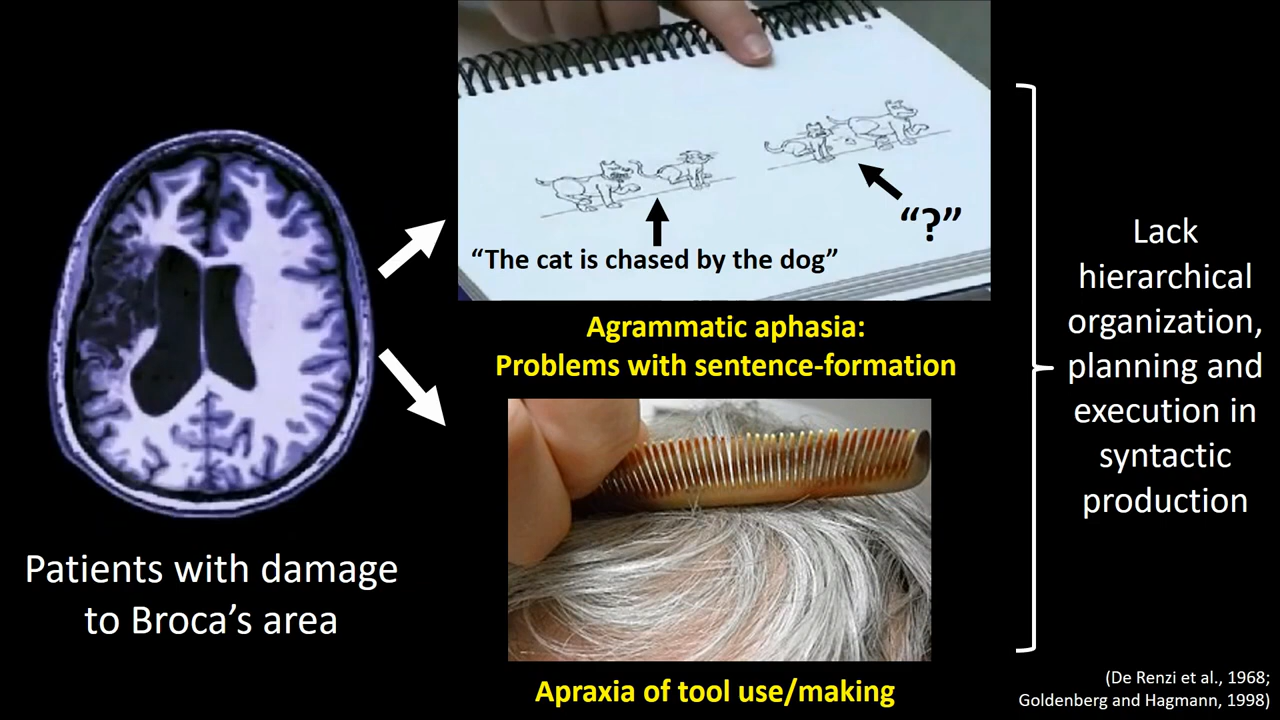 “The cat is chased by the dog”
“?”
Agrammatic aphasia:
Problems with sentence-formation
Patients with damage
to Broca’s area
Apraxia of tool use/making
Lack
hierarchical
organization,
planning and
execution in
syntactic
production
(De Renzi et al., 1968;
Goldenberg and Hagmann, 1998)